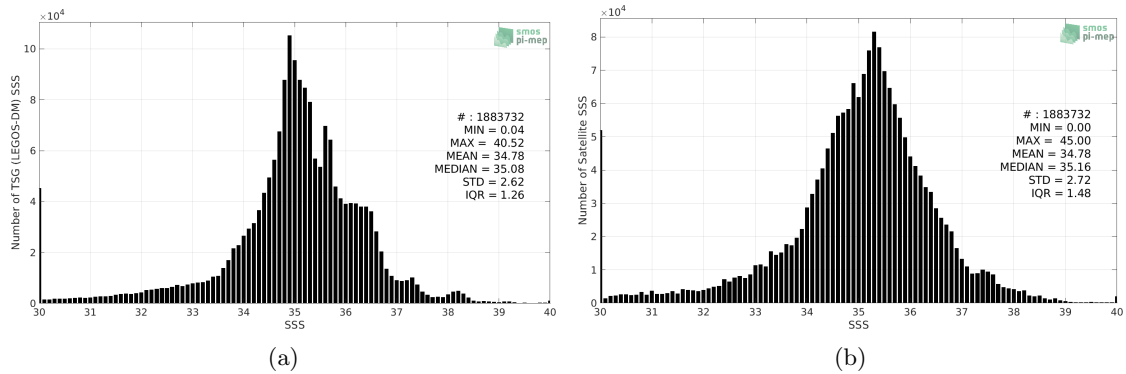 ×10⁴
smos
pi-mep
Number of TSG (LEGOS-DM) SSS
10
8
6
4
2
0
# : 1883732
MIN = 0.04
MAX = 40.52
MEAN = 34.78
MEDIAN = 35.08
STD = 2.62
IQR = 1.26
30 31 32 33 34 35 36 37 38 39 40
SSS
(a)
×10⁴
smos
pi-mep
Number of Satellite SSS
8
7
6
5
4
3
2
1
0
# : 1883732
MIN = 0.00
MAX = 45.00
MEAN = 34.78
MEDIAN = 35.16
STD = 2.72
IQR = 1.48
30 31 32 33 34 35 36 37 38 39 40
SSS
(b)